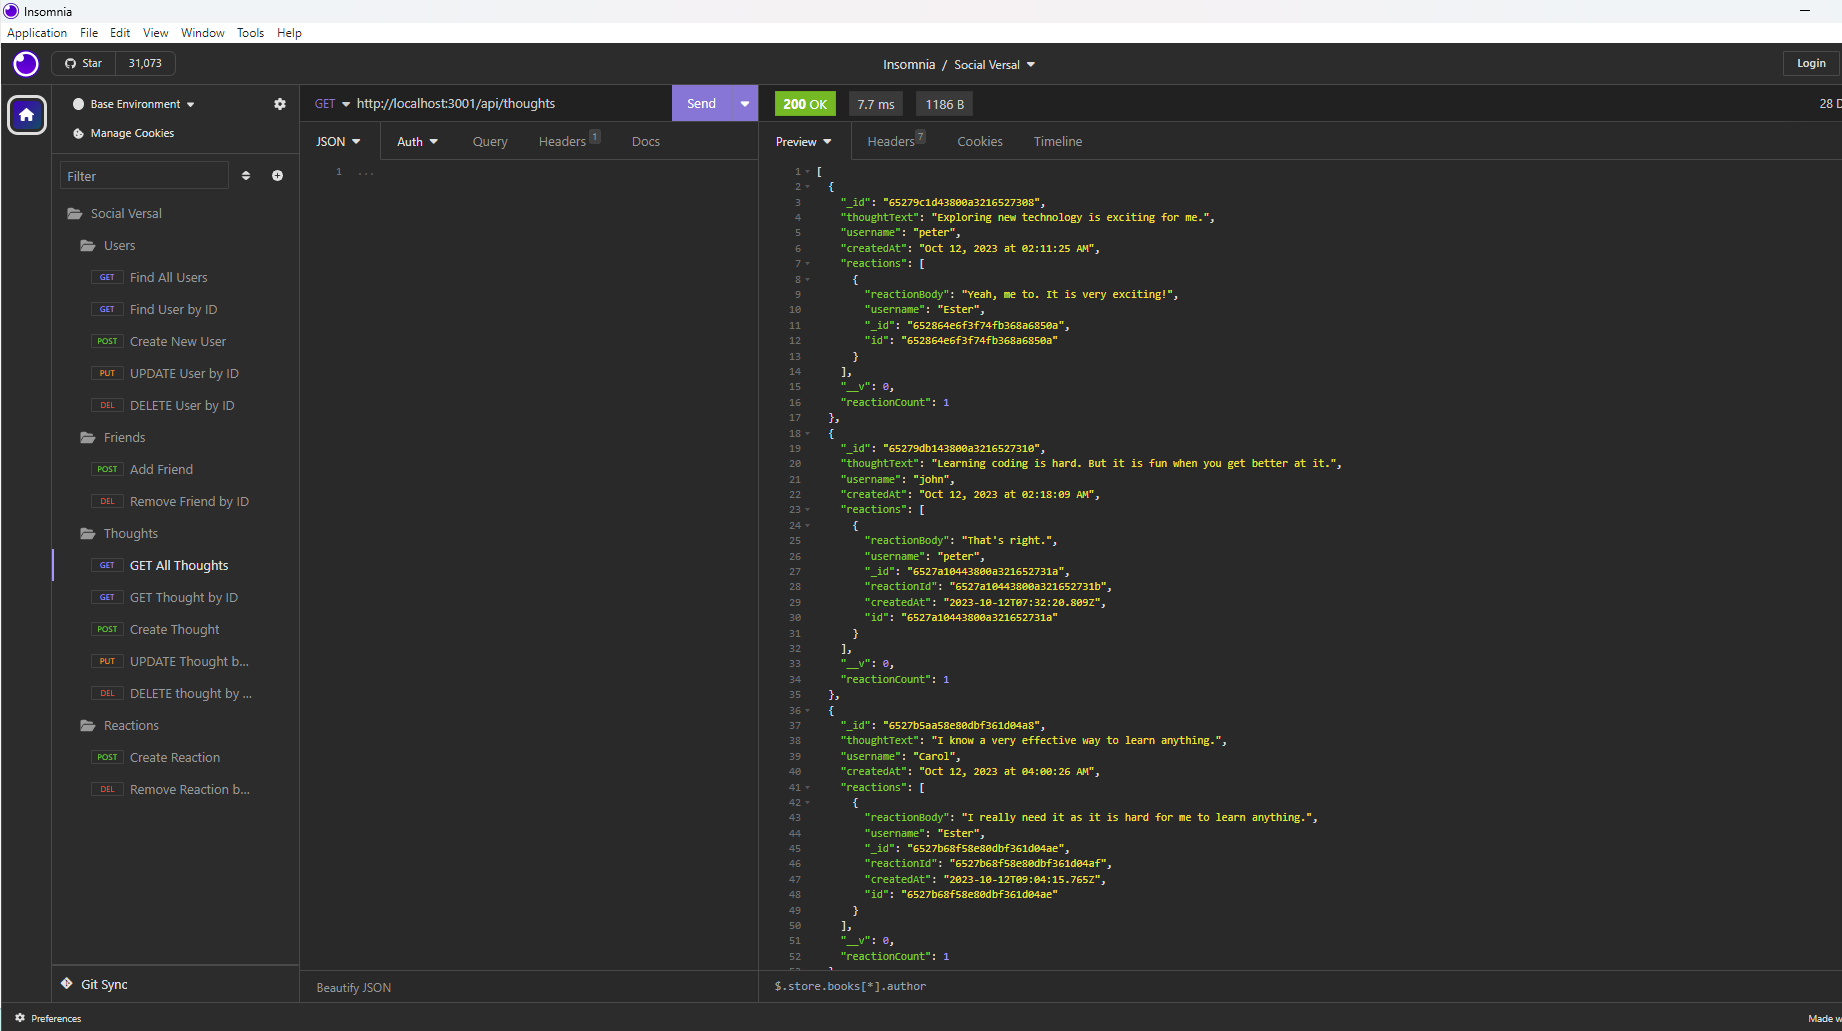 Insomnia
Application File Edit View Window Tools Help
Star 31,073
Insomnia / Social Versal
Login
Base Environment
Manage Cookies
Filter
Social Versal
Users
GET Find All Users
GET Find User by ID
POST Create New User
PUT UPDATE User by ID
DEL DELETE User by ID
Friends
POST Add Friend
DEL Remove Friend by ID
Thoughts
GET GET All Thoughts
GET GET Thought by ID
POST Create Thought
PUT UPDATE Thought b...
DEL DELETE thought by ...
Reactions
POST Create Reaction
DEL Remove Reaction b...
Git Sync
Preferences
GET http://localhost:3001/api/thoughts Send
JSON Auth Query Headers 1 Docs
1 ...
Beautify JSON
200 OK 7.7 ms 1186 B 28 D
Preview Headers 7 Cookies Timeline
1 [
2 {
3 "_id": "65279c1d43800a3216527308",
4 "thoughtText": "Exploring new technology is exciting for me.",
5 "username": "peter",
6 "createdAt": "Oct 12, 2023 at 02:11:25 AM",
7 "reactions": [
8 {
9 "reactionBody": "Yeah, me to. It is very exciting!",
10 "username": "Ester",
11 "_id": "652864e6f3f74fb368a6850a",
12 "id": "652864e6f3f74fb368a6850a"
13 }
14 ],
15 "__v": 0,
16 "reactionCount": 1
17 },
18 {
19 "_id": "65279db143800a3216527310",
20 "thoughtText": "Learning coding is hard. But it is fun when you get better at it.",
21 "username": "john",
22 "createdAt": "Oct 12, 2023 at 02:18:09 AM",
23 "reactions": [
24 {
25 "reactionBody": "That's right.",
26 "username": "peter",
27 "_id": "6527a10443800a321652731a",
28 "reactionId": "6527a10443800a321652731b",
29 "createdAt": "2023-10-12T07:32:20.809Z",
30 "id": "6527a10443800a321652731a"
31 }
32 ],
33 "__v": 0,
34 "reactionCount": 1
35 },
36 {
37 "_id": "6527b5aa58e80dbf361d04a8",
38 "thoughtText": "I know a very effective way to learn anything.",
39 "username": "Carol",
40 "createdAt": "Oct 12, 2023 at 04:00:26 AM",
41 "reactions": [
42 {
43 "reactionBody": "I really need it as it is hard for me to learn anything.",
44 "username": "Ester",
45 "_id": "6527b68f58e80dbf361d04ae",
46 "reactionId": "6527b68f58e80dbf361d04af",
47 "createdAt": "2023-10-12T09:04:15.765Z",
48 "id": "6527b68f58e80dbf361d04ae"
49 }
50 ],
51 "__v": 0,
52 "reactionCount": 1
$.store.books[*].author
Made w